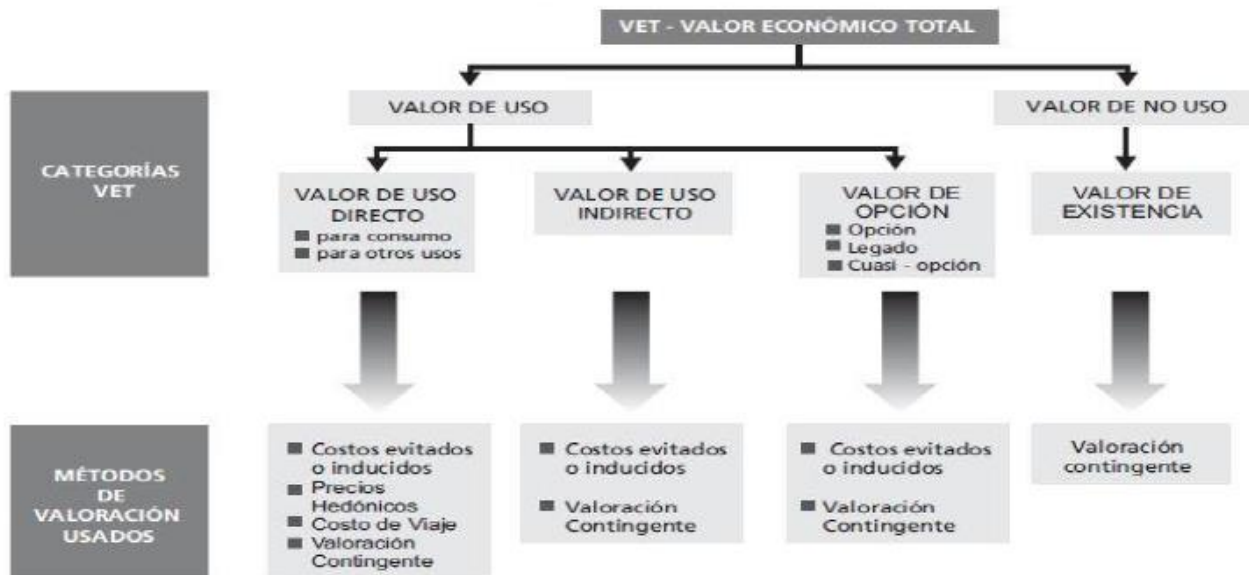 VET - VALOR ECONÓMICO TOTAL
VALOR DE USO
VALOR DE NO USO
CATEGORÍAS
VET
VALOR DE USO
DIRECTO
para consumo
para otros usos
VALOR DE USO
INDIRECTO
VALOR DE
OPCIÓN
Opción
Legado
Cuasi - opción
VALOR DE
EXISTENCIA
MÉTODOS
DE
VALORACIÓN
USADOS
Costos evitados
o inducidos
Precios
Hedónicos
Costo de Viaje
Valoración
Contingente
Costos evitados
o inducidos
Valoración
Contingente
Costos evitados
o inducidos
Valoración
Contingente
Valoración
contingente